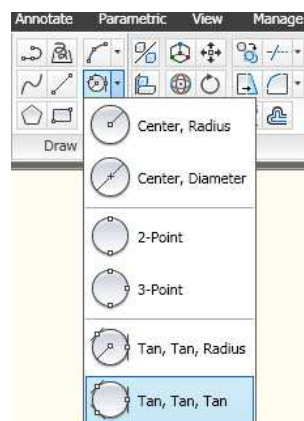 Annotate Parametric View Manage
Draw
Center, Radius
Center, Diameter
2-Point
3-Point
Tan, Tan, Radius
Tan, Tan, Tan